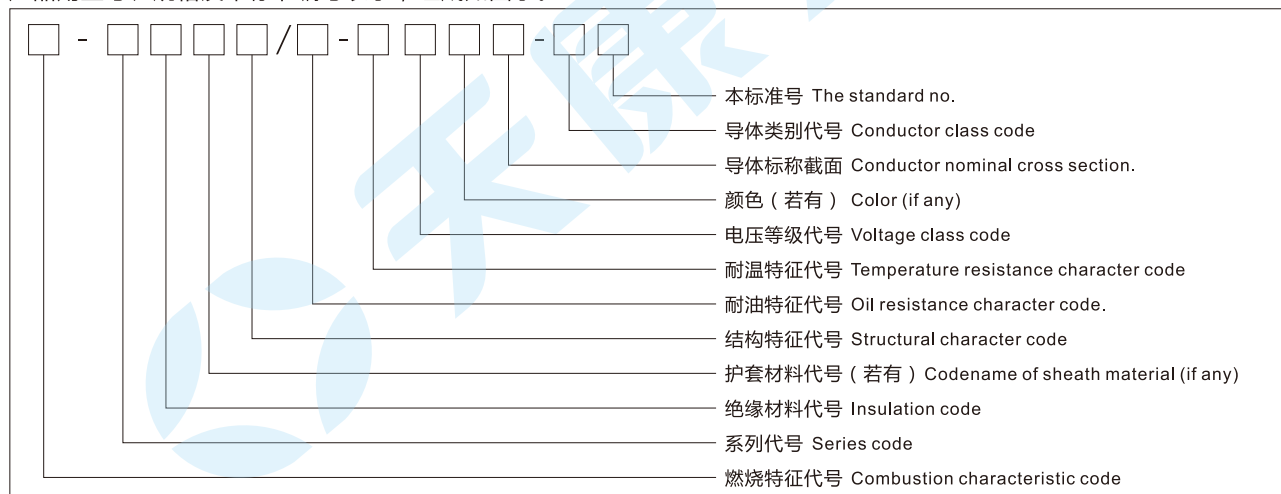 □ - □□□□/□ - □□□□ - □□
本标准号 The standard no.
导体类别代号 Conductor class code
导体标称截面 Conductor nominal cross section.
颜色（若有） Color (if any)
电压等级代号 Voltage class code
耐温特征代号 Temperature resistance character code
耐油特征代号 Oil resistance character code.
结构特征代号 Structural character code
护套材料代号（若有）Codename of sheath material (if any)
绝缘材料代号 Insulation code
系列代号 Series code
燃烧特征代号 Combustion characteristic code
天康